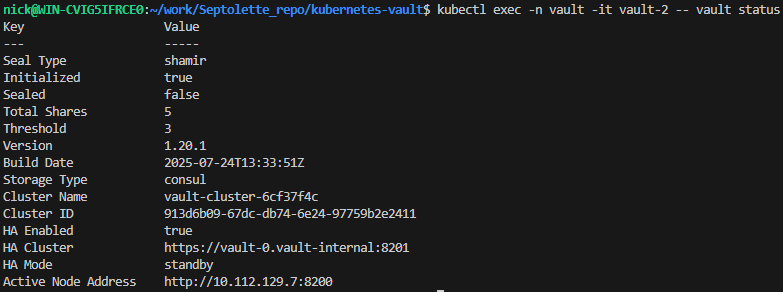 nick@WIN-CVIG5IFRCE0:~/work/Septolette_repo/kubernetes-vault$ kubectl exec -n vault -it vault-2 -- vault status
Key                     Value
---                     -----
Seal Type               shamir
Initialized             true
Sealed                  false
Total Shares            5
Threshold               3
Version                 1.20.1
Build Date              2025-07-24T13:33:51Z
Storage Type            consul
Cluster Name            vault-cluster-6cf37f4c
Cluster ID              913d6b09-67dc-db74-6e24-97759b2e2411
HA Enabled              true
HA Cluster              https://vault-0.vault-internal:8201
HA Mode                 standby
Active Node Address     http://10.112.129.7:8200